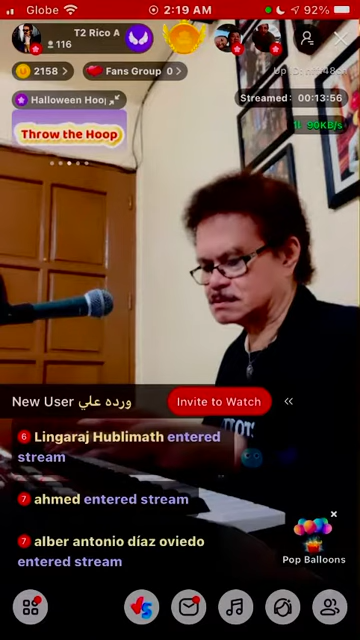 Globe
2:19 AM
92%
T2 Rico A
116
2158
Fans Group 0
Halloween Hoo
Streamed: 00:13:56
Throw the Hoop
90KB/s
New User وردە علي
Invite to Watch
6 Lingaraj Hublimath entered
stream
7 ahmed entered stream
7 alber antonio díaz oviedo
entered stream
Pop Balloons